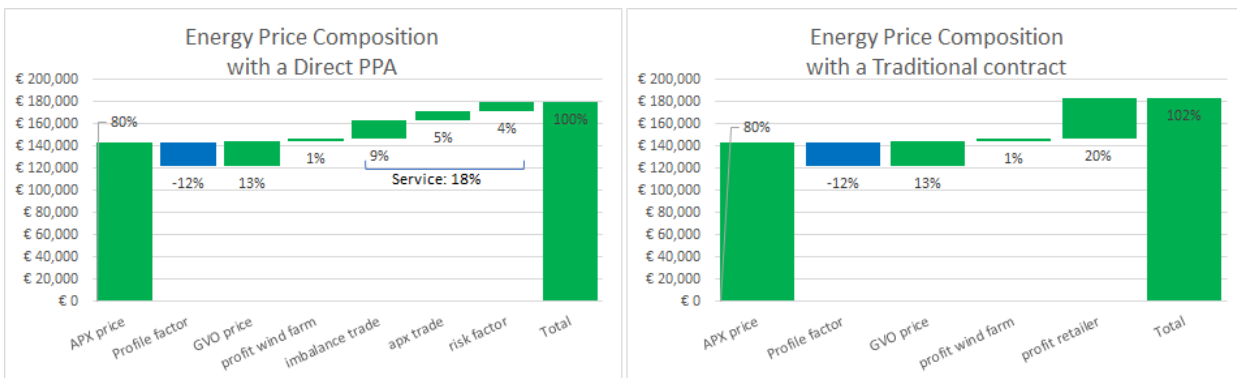 Energy Price Composition
with a Direct PPA
€ 200,000
€ 180,000
€ 160,000
€ 140,000
€ 120,000
€ 100,000
€ 80,000
€ 60,000
€ 40,000
€ 20,000
€ 0
80%
-12%
13%
1%
9%
5%
4%
100%
Service: 18%
APX price
Profile factor
GVO price
profit wind farm
imbalance trade
apx trade
risk factor
Total
Energy Price Composition
with a Traditional contract
€ 200,000
€ 180,000
€ 160,000
€ 140,000
€ 120,000
€ 100,000
€ 80,000
€ 60,000
€ 40,000
€ 20,000
€ 0
80%
-12%
13%
1%
20%
102%
APX price
Profile factor
GVO price
profit wind farm
profit retailer
Total